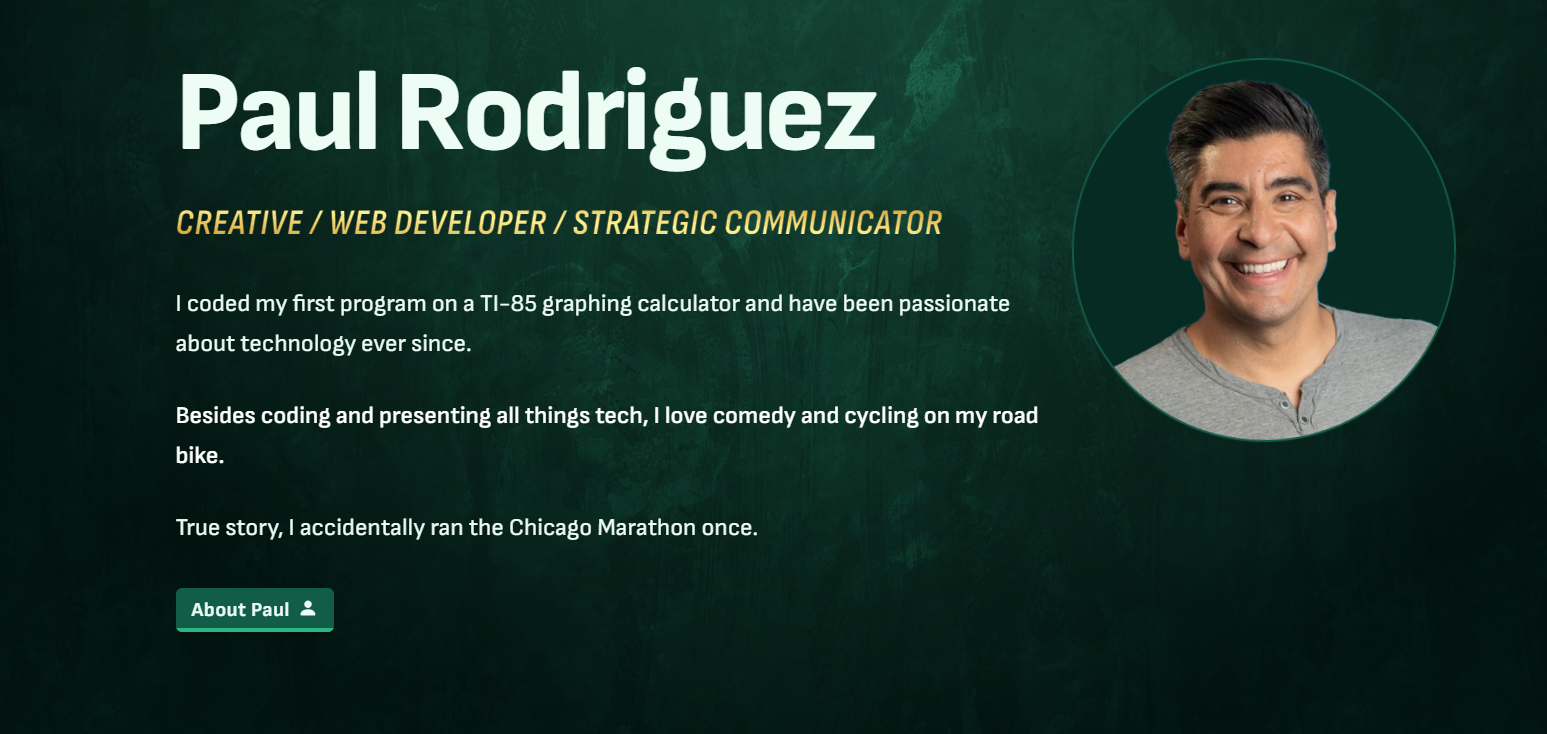 Paul Rodriguez
CREATIVE / WEB DEVELOPER / STRATEGIC COMMUNICATOR
I coded my first program on a TI-85 graphing calculator and have been passionate
about technology ever since.
Besides coding and presenting all things tech, I love comedy and cycling on my road
bike.
True story, I accidentally ran the Chicago Marathon once.
About Paul